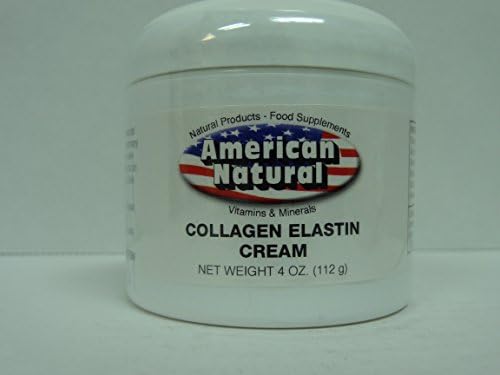 Natural Products - Food Supplements
American
Natural
Vitamins & Minerals
COLLAGEN ELASTIN
CREAM
NET WEIGHT 4 OZ. (112 g)